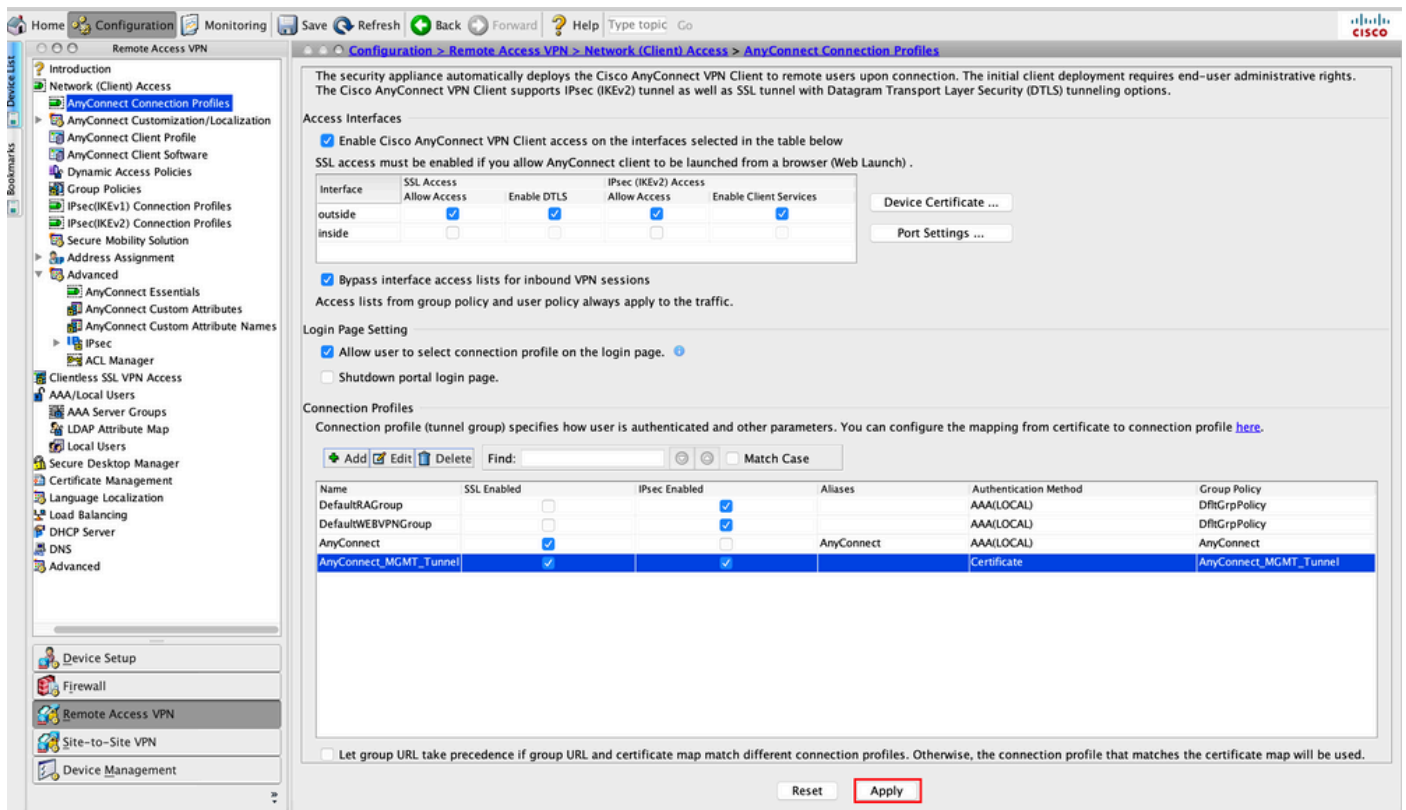 Home Configuration Monitoring Save Refresh Back Forward Help Type topic Go
CISCO
Device List
Bookmarks
Remote Access VPN
Introduction
Network (Client) Access
AnyConnect Connection Profiles
AnyConnect Customization/Localization
AnyConnect Client Profile
AnyConnect Client Software
Dynamic Access Policies
Group Policies
IPsec(IKEv1) Connection Profiles
IPsec(IKEv2) Connection Profiles
Secure Mobility Solution
Address Assignment
Advanced
AnyConnect Essentials
AnyConnect Custom Attributes
AnyConnect Custom Attribute Names
IPsec
ACL Manager
Clientless SSL VPN Access
AAA/Local Users
AAA Server Groups
LDAP Attribute Map
Local Users
Secure Desktop Manager
Certificate Management
Language Localization
Load Balancing
DHCP Server
DNS
Advanced
Device Setup
Firewall
Remote Access VPN
Site-to-Site VPN
Device Management
»
Configuration > Remote Access VPN > Network (Client) Access > AnyConnect Connection Profiles
The security appliance automatically deploys the Cisco AnyConnect VPN Client to remote users upon connection. The initial client deployment requires end-user administrative rights.
The Cisco AnyConnect VPN Client supports IPsec (IKEv2) tunnel as well as SSL tunnel with Datagram Transport Layer Security (DTLS) tunneling options.
Access Interfaces
Enable Cisco AnyConnect VPN Client access on the interfaces selected in the table below
SSL access must be enabled if you allow AnyConnect client to be launched from a browser (Web Launch) .
Interface SSL Access IPsec (IKEv2) Access
Allow Access Enable DTLS Allow Access Enable Client Services
outside
inside
Device Certificate ...
Port Settings ...
Bypass interface access lists for inbound VPN sessions
Access lists from group policy and user policy always apply to the traffic.
Login Page Setting
Allow user to select connection profile on the login page.
Shutdown portal login page.
Connection Profiles
Connection profile (tunnel group) specifies how user is authenticated and other parameters. You can configure the mapping from certificate to connection profile here.
Add Edit Delete Find: Match Case
Name SSL Enabled IPsec Enabled Aliases Authentication Method Group Policy
DefaultRAGroup AAA(LOCAL) DfltGrpPolicy
DefaultWEBVPNGroup AAA(LOCAL) DfltGrpPolicy
AnyConnect AnyConnect AAA(LOCAL) AnyConnect
AnyConnect_MGMT_Tunnel Certificate AnyConnect_MGMT_Tunnel
Let group URL take precedence if group URL and certificate map match different connection profiles. Otherwise, the connection profile that matches the certificate map will be used.
Reset Apply